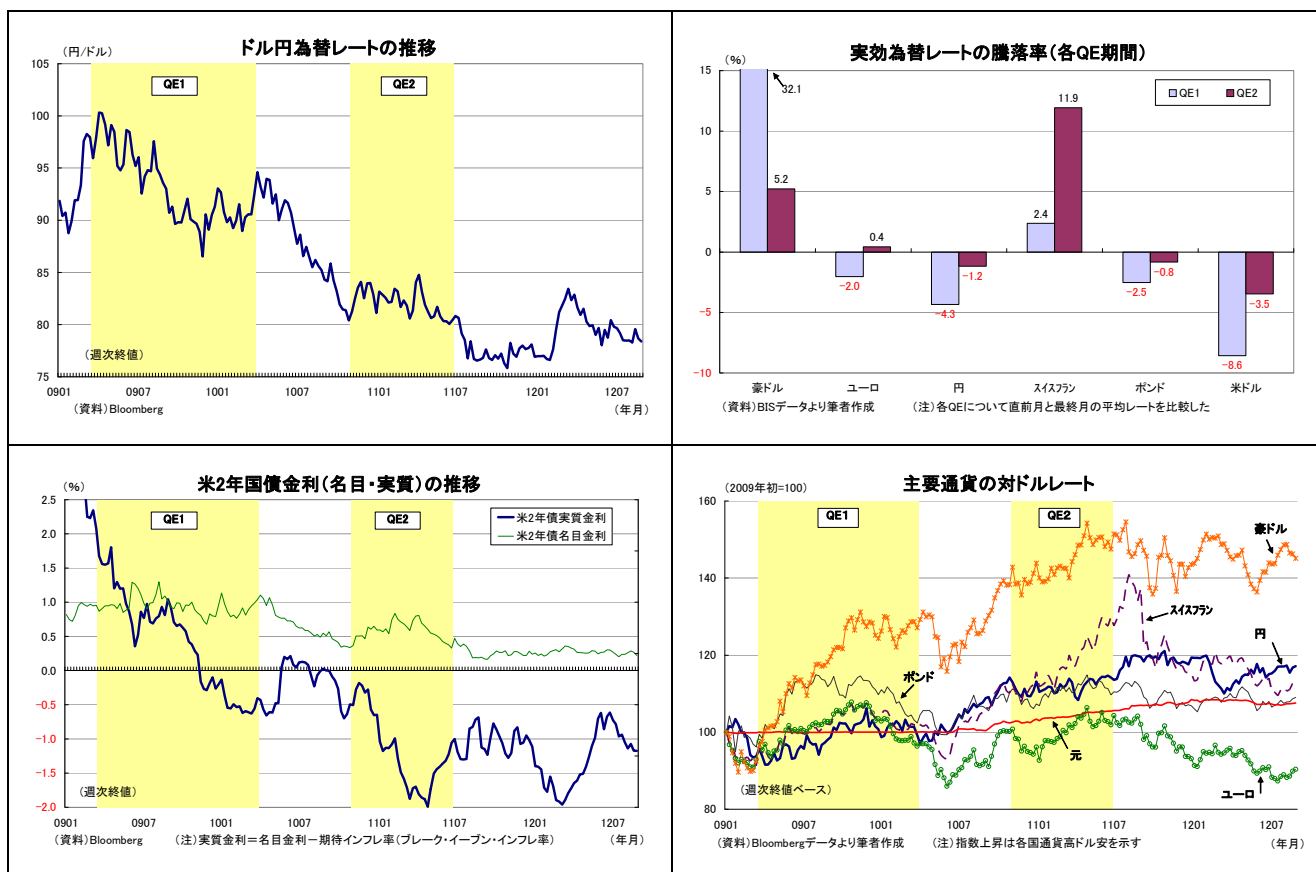 ドル円為替レートの推移
（円/ドル）
105
100
95
90
85
80
75
QE1
QE2
（週次終値）
0901 0907 1001 1007 1101 1107 1201 1207
（資料）Bloomberg （年月）
実効為替レートの騰落率（各QE期間）
（%）
15
10
5
0
-5
-10
QE1 QE2
32.1
5.2
-2.0
0.4
-4.3
-1.2
2.4
11.9
-2.5
-0.8
-8.6
-3.5
豪ドル ユーロ 円 スイスフラン ポンド 米ドル
（資料）BISデータより筆者作成 （注）各QEについて直前月と最終月の平均レートを比較した
米2年国債金利（名目・実質）の推移
（%）
2.5
2.0
1.5
1.0
0.5
0.0
-0.5
-1.0
-1.5
-2.0
QE1
QE2
米2年債実質金利
米2年債名目金利
（週次終値）
0901 0907 1001 1007 1101 1107 1201 1207
（資料）Bloomberg （注）実質金利＝名目金利－期待インフレ率（ブレーク・イーブン・インフレ率） （年月）
主要通貨の対ドルレート
（2009年初=100）
160
140
120
100
80
QE1
QE2
豪ドル
スイスフラン
円
ポンド
元
ユーロ
（週次終値ベース）
0901 0907 1001 1007 1101 1107 1201 1207
（資料）Bloombergデータより筆者作成 （注）指数上昇は各国通貨高ドル安を示す （年月）